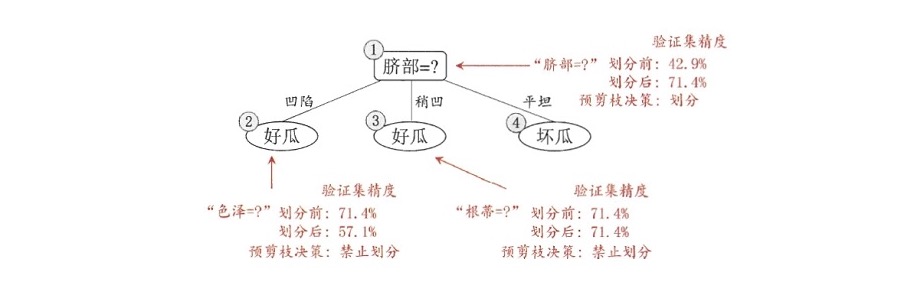 验证集精度
①
脐部=?
“脐部=?” 划分前: 42.9%
划分后: 71.4%
预剪枝决策: 划分
凹陷
稍凹
平坦
②
好瓜
③
好瓜
④
坏瓜
验证集精度
“色泽=?” 划分前: 71.4%
划分后: 57.1%
预剪枝决策: 禁止划分
验证集精度
“根蒂=?” 划分前: 71.4%
划分后: 71.4%
预剪枝决策: 禁止划分